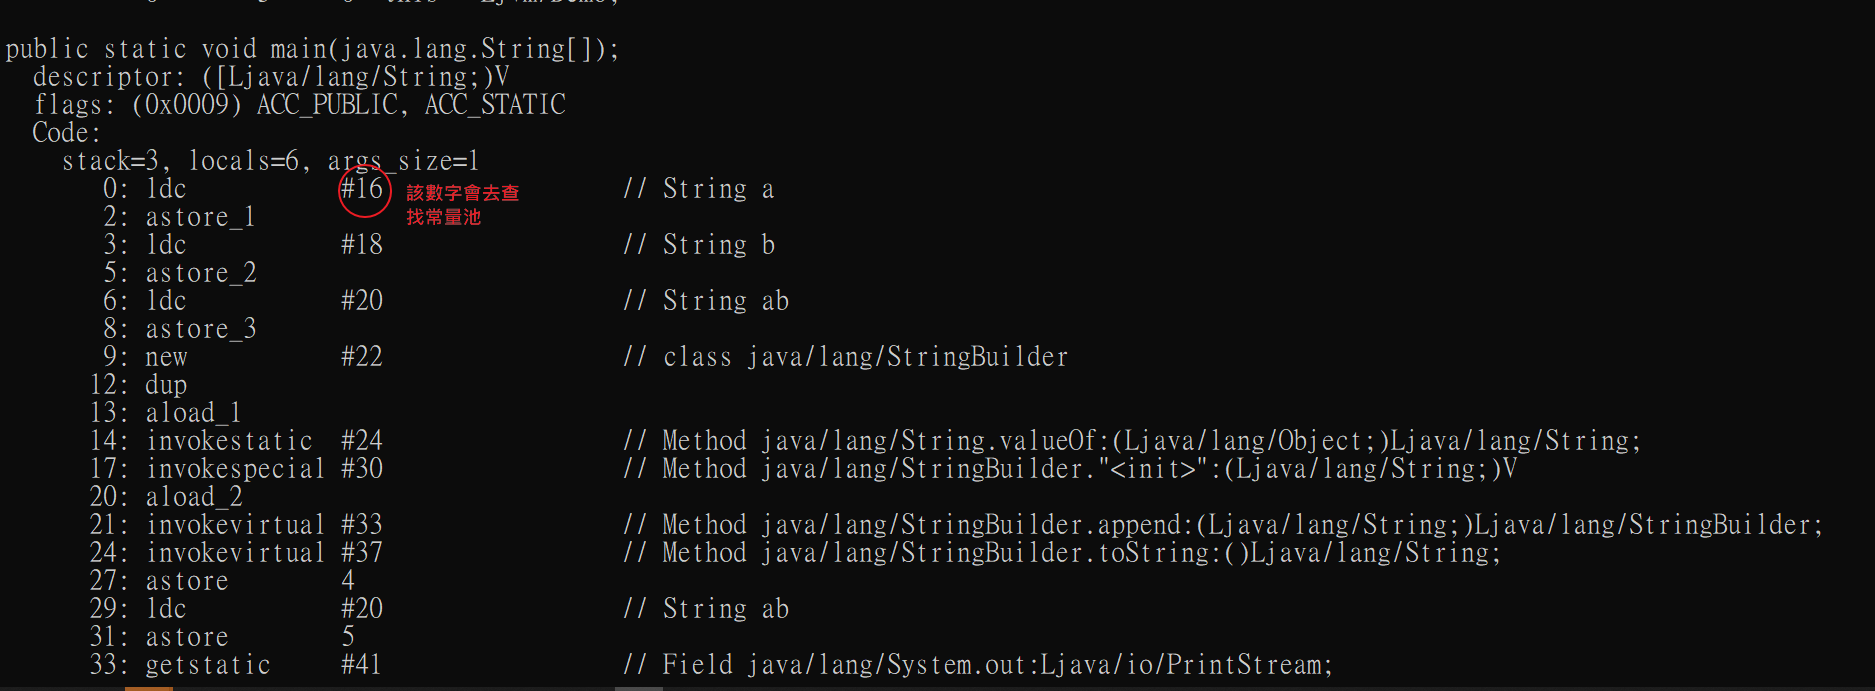 public static void main(java.lang.String[]);
descriptor: ([Ljava/lang/String;)V
flags: (0x0009) ACC_PUBLIC, ACC_STATIC
Code:
stack=3, locals=6, args_size=1
0: ldc #16 // String a
該數字會去查
找常量池
2: astore_1
3: ldc #18 // String b
5: astore_2
6: ldc #20 // String ab
8: astore_3
9: new #22 // class java/lang/StringBuilder
12: dup
13: aload_1
14: invokestatic #24 // Method java/lang/String.valueOf:(Ljava/lang/Object;)Ljava/lang/String;
17: invokespecial #30 // Method java/lang/StringBuilder."<init>":(Ljava/lang/String;)V
20: aload_2
21: invokevirtual #33 // Method java/lang/StringBuilder.append:(Ljava/lang/String;)Ljava/lang/StringBuilder;
24: invokevirtual #37 // Method java/lang/StringBuilder.toString:()Ljava/lang/String;
27: astore 4
29: ldc #20 // String ab
31: astore 5
33: getstatic #41 // Field java/lang/System.out:Ljava/io/PrintStream;